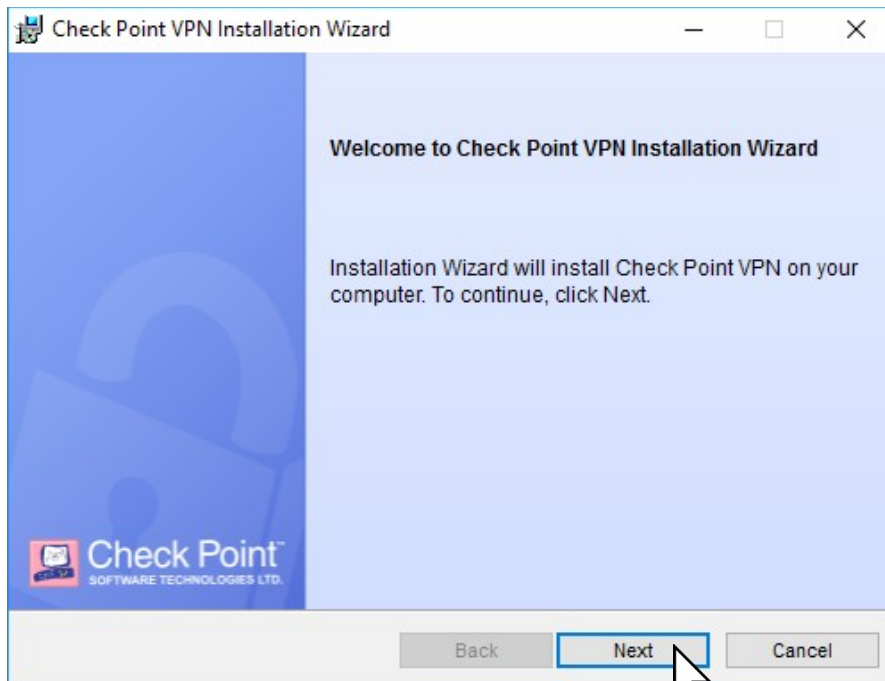 Check Point VPN Installation Wizard
Welcome to Check Point VPN Installation Wizard
Installation Wizard will install Check Point VPN on your
computer. To continue, click Next.
Check Point™
SOFTWARE TECHNOLOGIES LTD.
Back Next Cancel